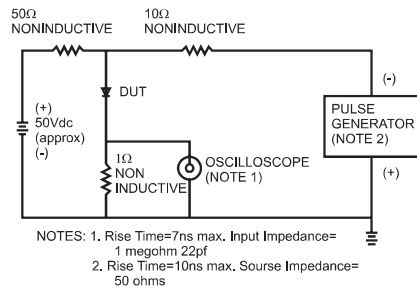 50Ω
NONINDUCTIVE
10Ω
NONINDUCTIVE
DUT
(+)
50Vdc
(approx)
(-)
1Ω
NON
INDUCTIVE
OSCILLOSCOPE
(NOTE 1)
(-)
PULSE
GENERATOR
(NOTE 2)
(+)
NOTES: 1. Rise Time=7ns max. Input Impedance=
1 megohm 22pf
2. Rise Time=10ns max. Sourse Impedance=
50 ohms